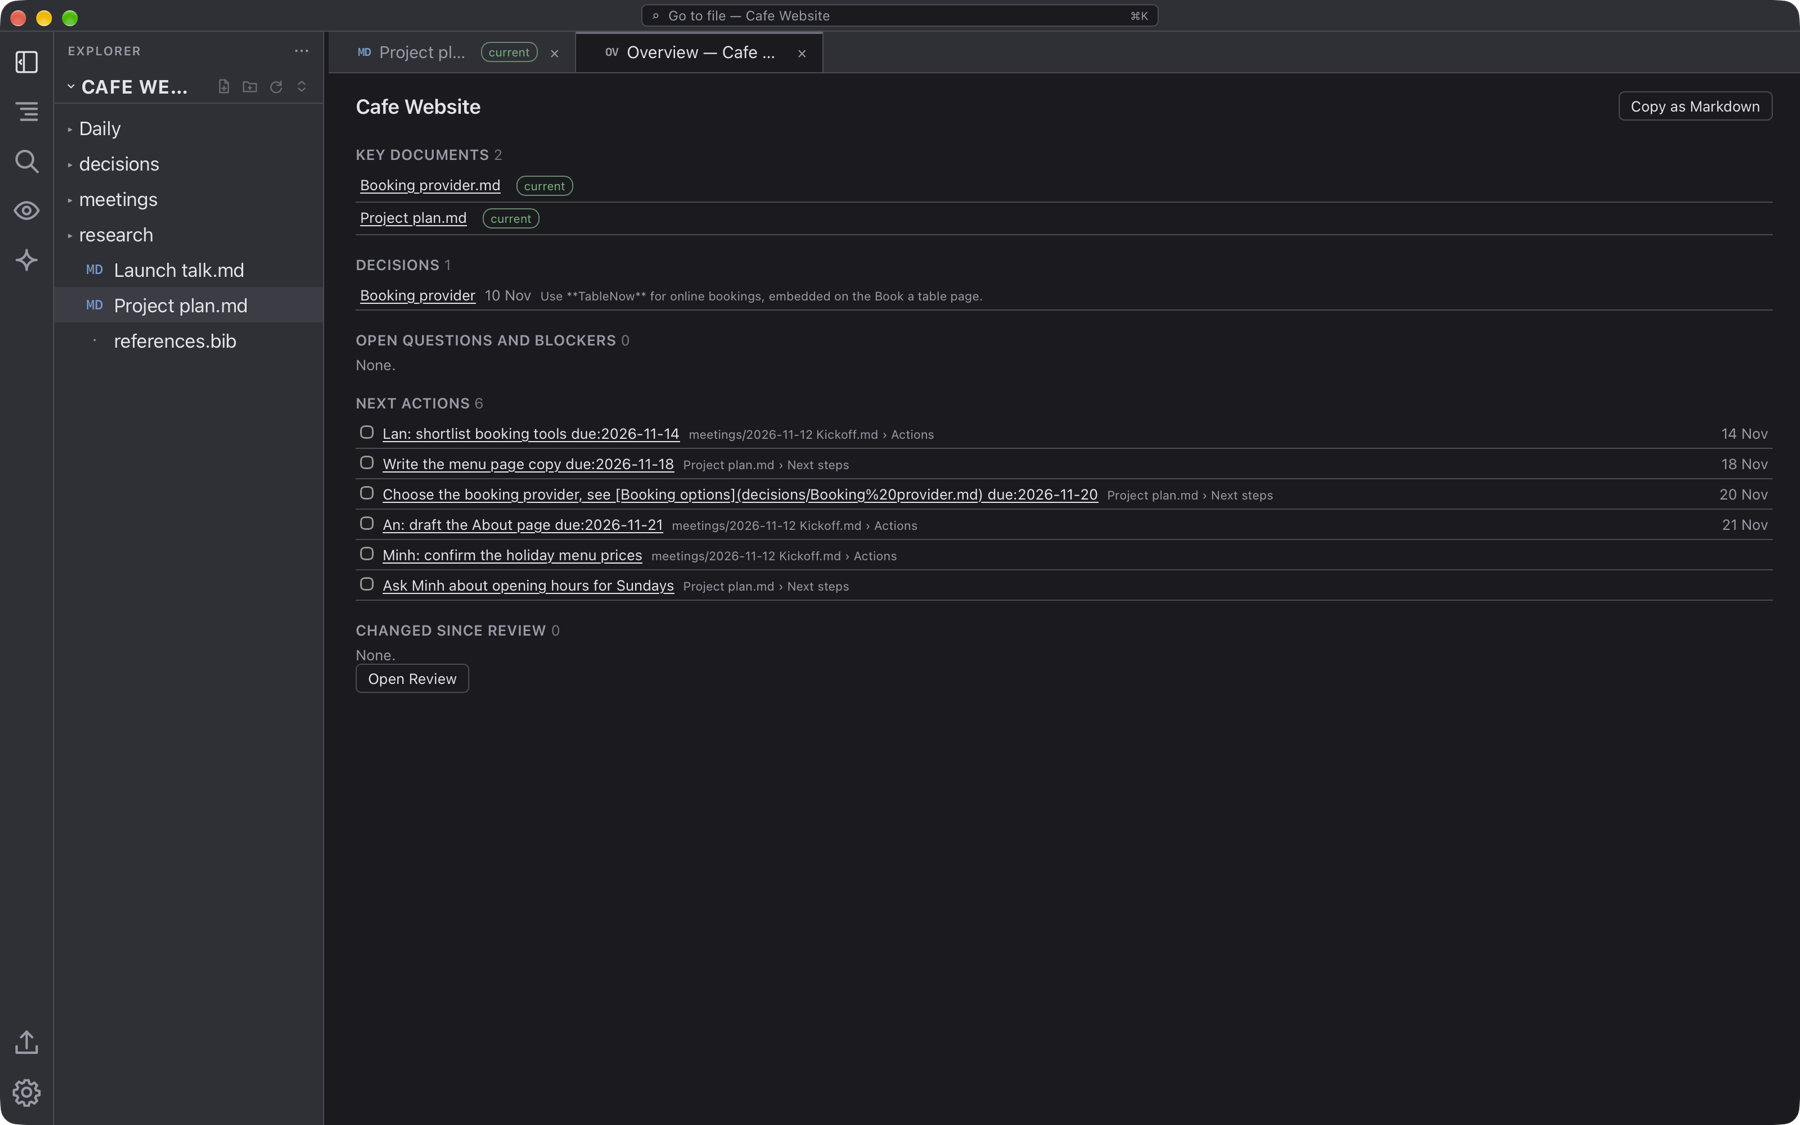 Go to file — Cafe Website
⌘K
EXPLORER
···
CAFE WE...
Daily
decisions
meetings
research
MD Launch talk.md
MD Project plan.md
references.bib
MD Project pl... current ×
OV Overview — Cafe ... ×
Cafe Website
Copy as Markdown
KEY DOCUMENTS 2
Booking provider.md current
Project plan.md current
DECISIONS 1
Booking provider 10 Nov Use **TableNow** for online bookings, embedded on the Book a table page.
OPEN QUESTIONS AND BLOCKERS 0
None.
NEXT ACTIONS 6
Lan: shortlist booking tools due:2026-11-14 meetings/2026-11-12 Kickoff.md › Actions 14 Nov
Write the menu page copy due:2026-11-18 Project plan.md › Next steps 18 Nov
Choose the booking provider, see [Booking options](decisions/Booking%20provider.md) due:2026-11-20 Project plan.md › Next steps 20 Nov
An: draft the About page due:2026-11-21 meetings/2026-11-12 Kickoff.md › Actions 21 Nov
Minh: confirm the holiday menu prices meetings/2026-11-12 Kickoff.md › Actions
Ask Minh about opening hours for Sundays Project plan.md › Next steps
CHANGED SINCE REVIEW 0
None.
Open Review